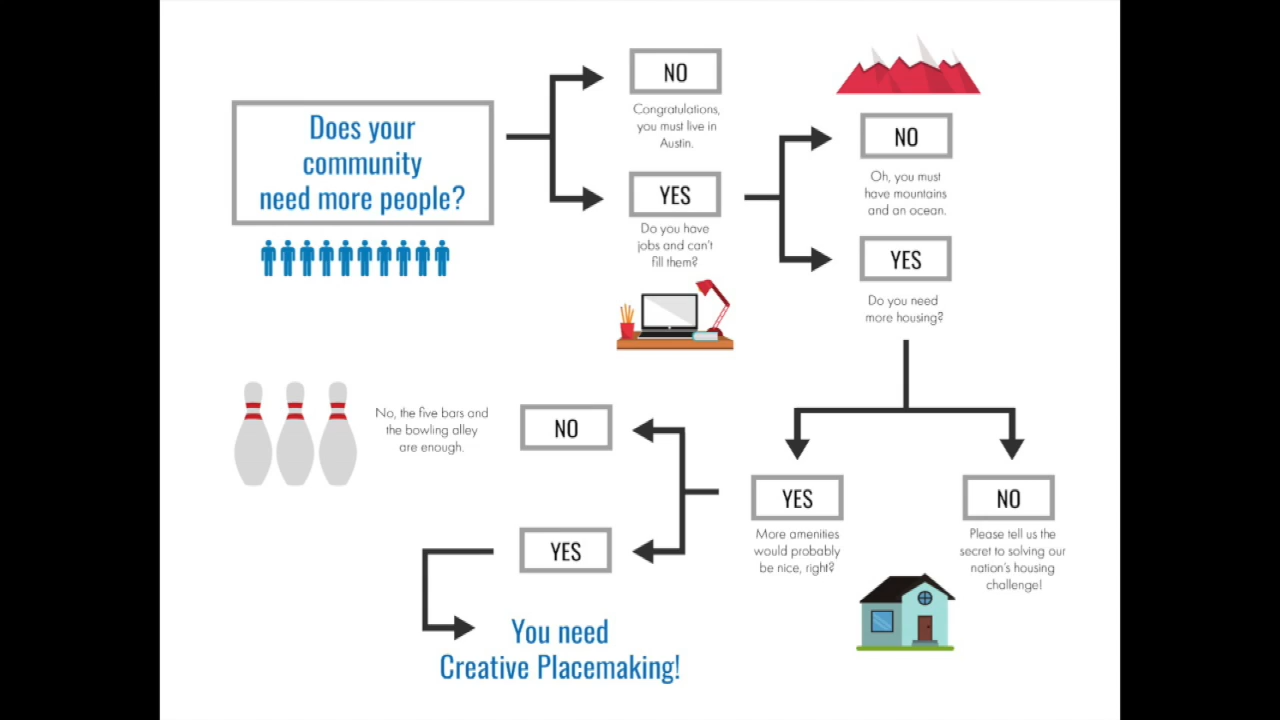 Does your
community
need more people?
NO
Congratulations,
you must live in
Austin.
YES
Do you have
jobs and can't
fill them?
NO
Oh, you must
have mountains
and an ocean.
YES
Do you need
more housing?
YES
More amenities
would probably
be nice, right?
NO
Please tell us the
secret to solving our
nation's housing
challenge!
NO
No, the five bars and
the bowling alley
are enough.
YES
You need
Creative Placemaking!